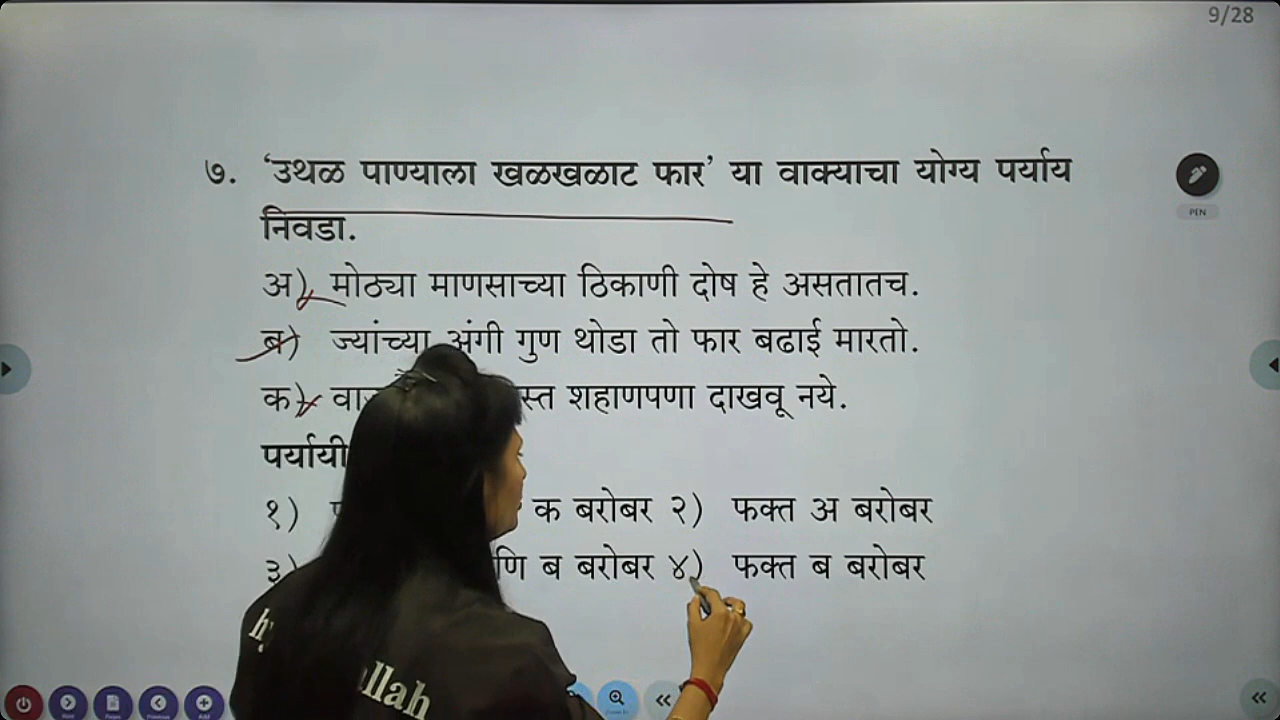 9/28
७. ‘उथळ पाण्याला खळखळाट फार’ या वाक्याचा योग्य पर्याय
PEN
निवडा.
अ) मोठ्या माणसाच्या ठिकाणी दोष हे असतातच.
ब) ज्यांच्या अंगी गुण थोडा तो फार बढाई मारतो.
क) शहाणपणा दाखवू नये.
पर्यायी
१) क बरोबर २) फक्त अ बरोबर
३) ब बरोबर ४) फक्त ब बरोबर
llah